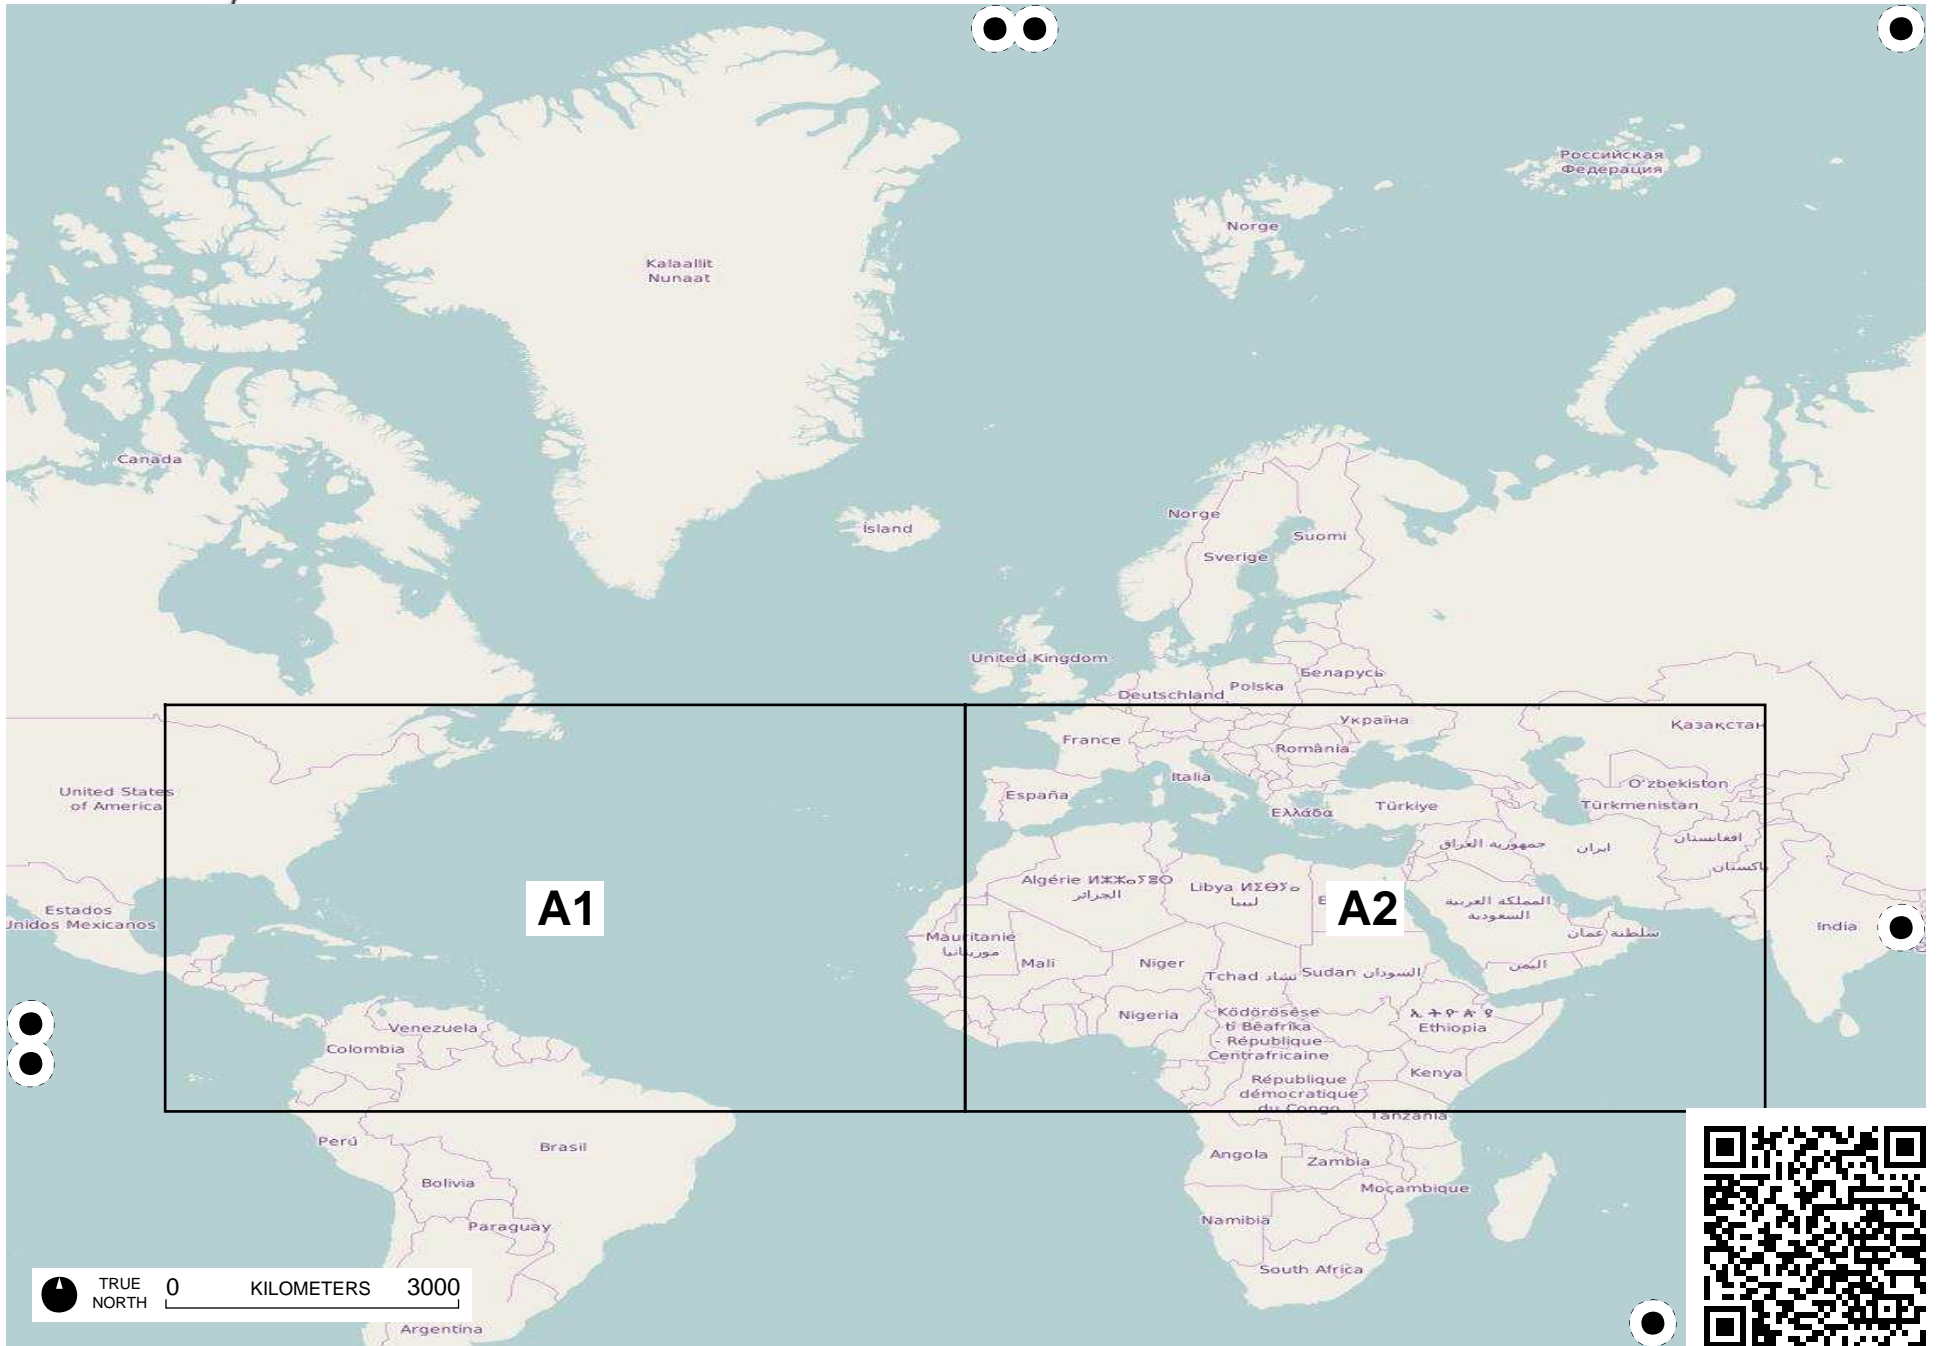 Российская
Федерация
Norge
Kalaallit
Nunaat
Canada
Norge
Ísland
Suomi
Sverige
United Kingdom
Беларусь
Polska
Deutschland
Україна
Қазақстан
France
România
Italia
United States
of America
España
Ελλάδα
Türkiye
O'zbekiston
Türkmenistan
جمهورية العراق
ایران
افغانستان
پاکستان
Algérie ⵍⵣⵣⴰⵢⴻⵔ
الجزائر
Libya ⵍⵉⴱⵢⴰ
ليبيا
E
المملكة العربية
السعودية
A1
A2
Estados
Unidos Mexicanos
Mauritanie
موريتانيا
سلطنة عمان
India
Mali
Niger
Tchad تشاد
Sudan السودان
اليمن
Nigeria
Ködörösêse
tî Bêafrîka
- République
Centrafricaine
ኢትዮጵያ
Ethiopia
Venezuela
Colombia
Kenya
République
démocratique
du Congo
Tanzania
Perú
Brasil
Angola
Zambia
Bolivia
Moçambique
Paraguay
Namibia
South Africa
TRUE
NORTH
0 KILOMETERS 3000
Argentina